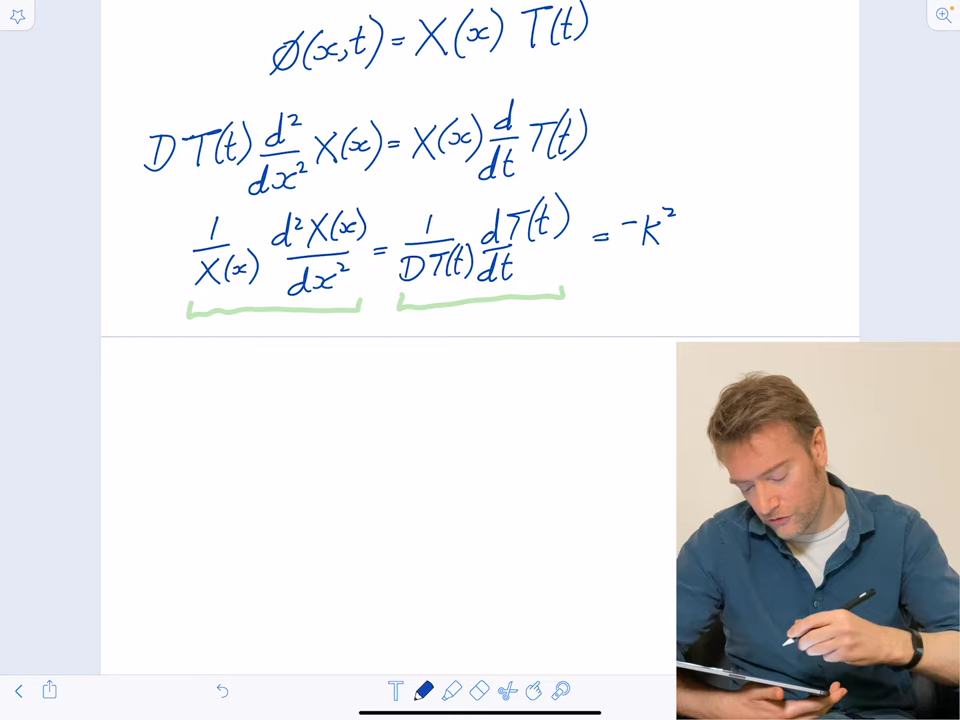 ø(x,t) = X(x) T(t)
D T(t) d²/dx² X(x) = X(x) d/dt T(t)
1/X(x) d²X(x)/dx² = 1/DT(t) dT(t)/dt = -k²
T